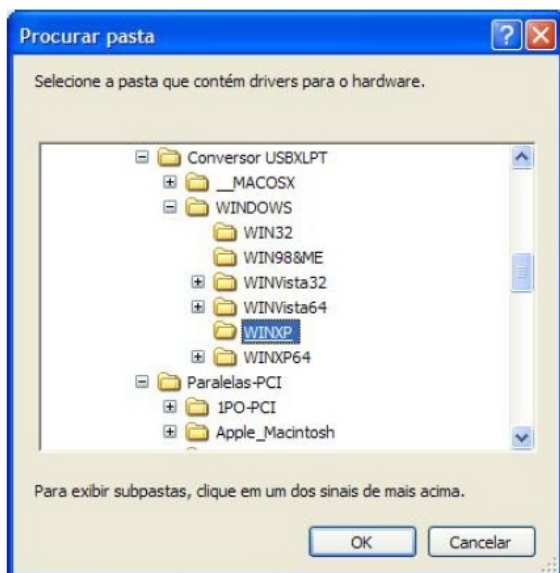 Procurar pasta
Selecione a pasta que contém drivers para o hardware.
Conversor USBXLPT
__MACOSX
WINDOWS
WIN32
WIN98&ME
WINVista32
WINVista64
WINXP
WINXP64
Paralelas-PCI
1PO-PCI
Apple_Macintosh
Para exibir subpastas, clique em um dos sinais de mais acima.
OK Cancelar